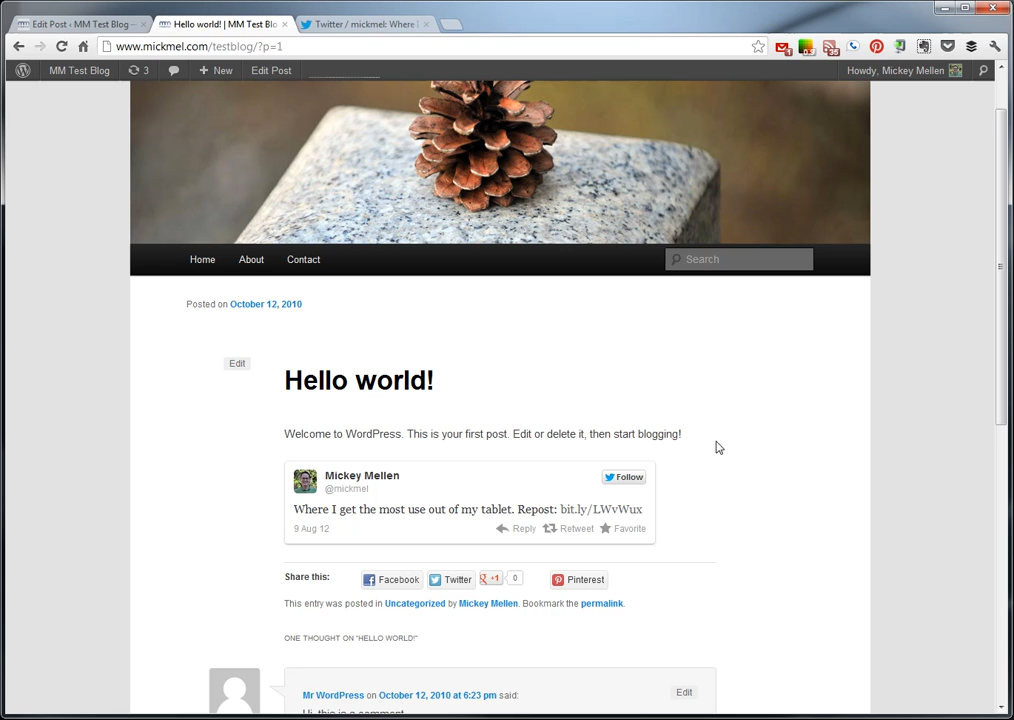 Edit Post ‹ MM Test Blog —
Hello world! | MM Test Blo
Twitter / mickmel: Where I
www.mickmel.com/testblog/?p=1
MM Test Blog
3
New
Edit Post
Howdy, Mickey Mellen
Home
About
Contact
Search
Posted on October 12, 2010
Edit
Hello world!
Welcome to WordPress. This is your first post. Edit or delete it, then start blogging!
Mickey Mellen
Follow
@mickmel
Where I get the most use out of my tablet. Repost: bit.ly/LWvWux
9 Aug 12
Reply
Retweet
Favorite
Share this:
Facebook
Twitter
+1
0
Pinterest
This entry was posted in Uncategorized by Mickey Mellen. Bookmark the permalink.
ONE THOUGHT ON “HELLO WORLD!”
Mr WordPress on October 12, 2010 at 6:23 pm said:
Edit
Hi, this is a comment.